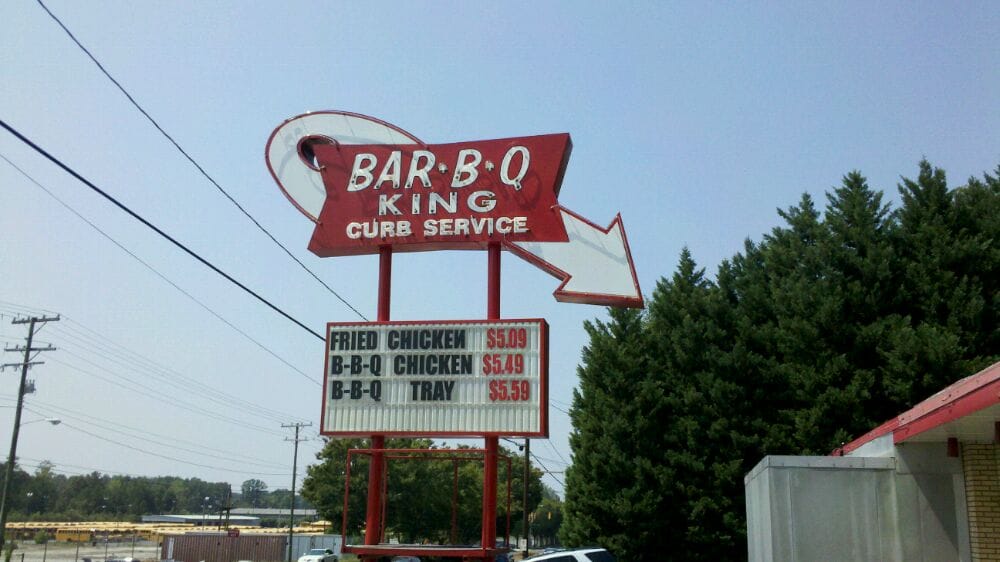 BAR·B·Q
KING
CURB SERVICE
FRIED CHICKEN $5.09
B-B-Q CHICKEN $5.49
B-B-Q TRAY $5.59